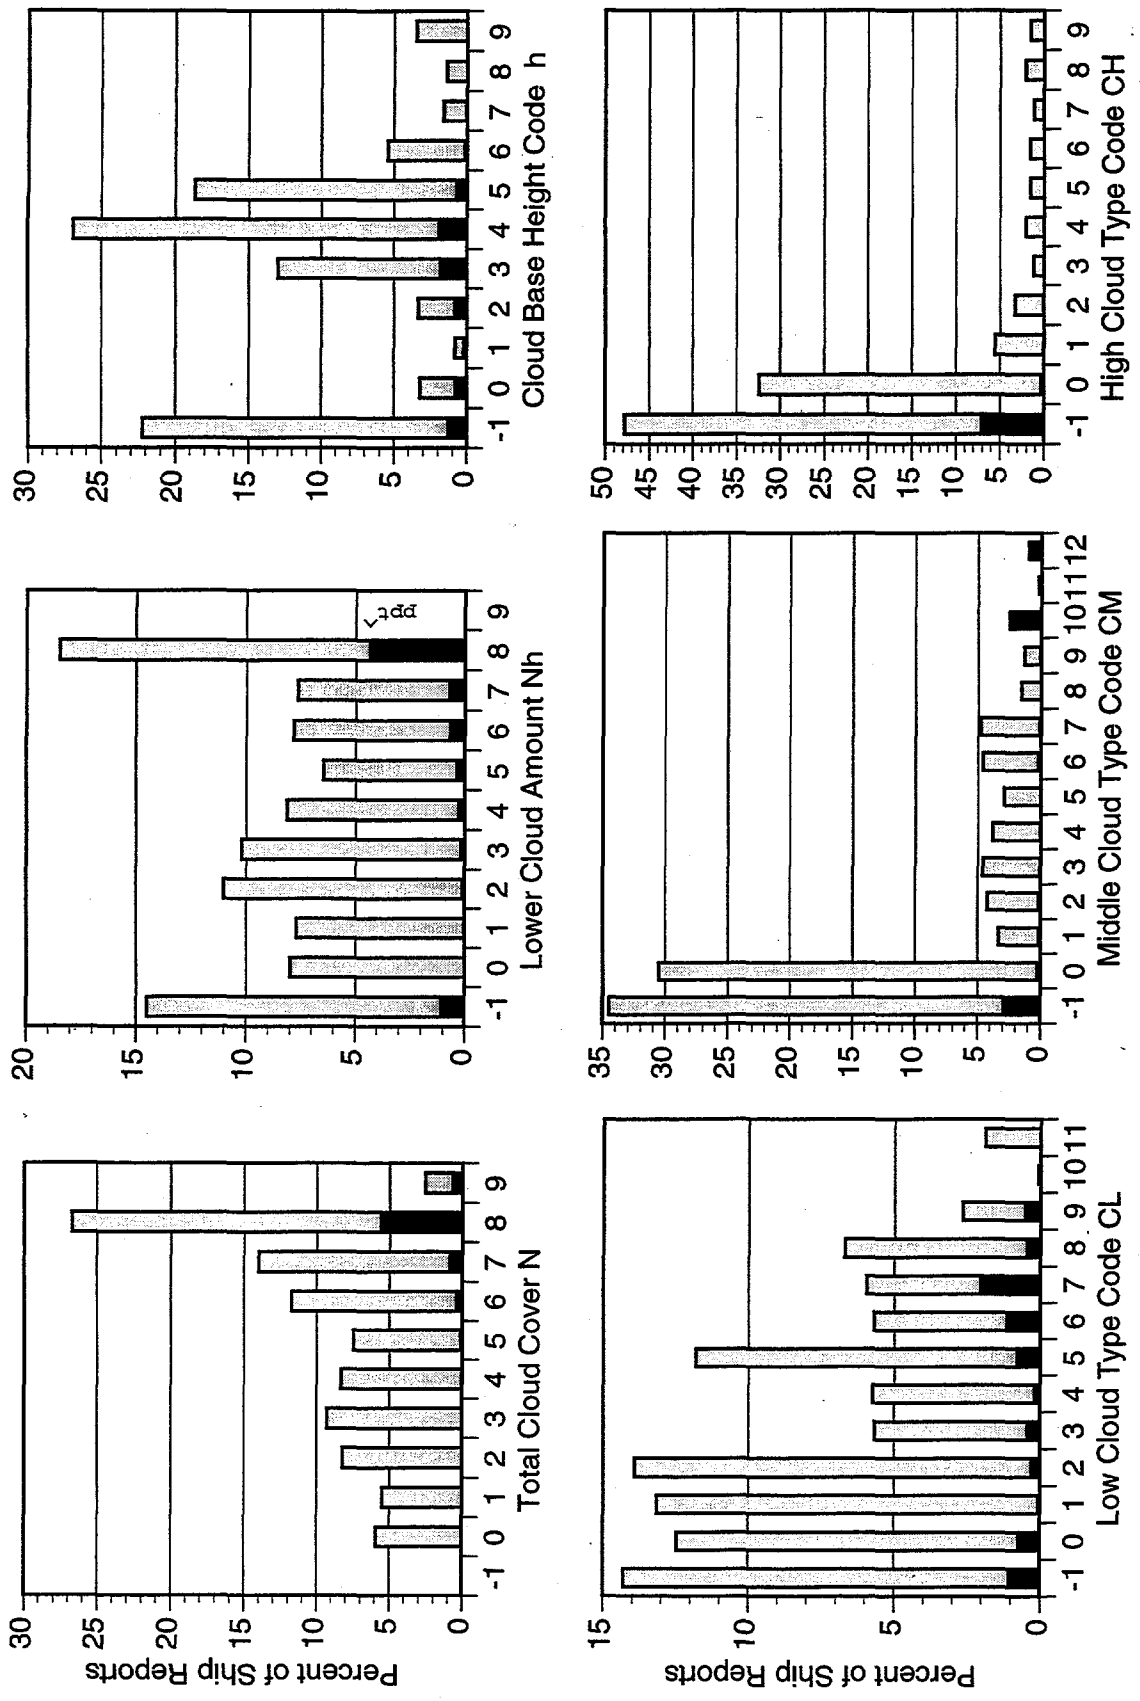 Percent of Ship Reports
30
25
20
15
10
5
0
-1 0 1 2 3 4 5 6 7 8 9
Total Cloud Cover N
20
15
10
5
0
-1 0 1 2 3 4 5 6 7 8 9
ppt
Lower Cloud Amount Nh
30
25
20
15
10
5
0
-1 0 1 2 3 4 5 6 7 8 9
Cloud Base Height Code h
Percent of Ship Reports
15
10
5
0
-1 0 1 2 3 4 5 6 7 8 9 10 11
Low Cloud Type Code CL
35
30
25
20
15
10
5
0
-1 0 1 2 3 4 5 6 7 8 9 10 11 12
Middle Cloud Type Code CM
50
45
40
35
30
25
20
15
10
5
0
-1 0 1 2 3 4 5 6 7 8 9
High Cloud Type Code CH